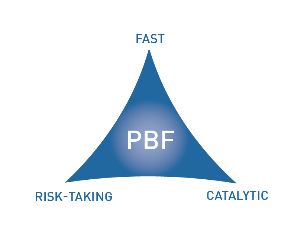 FAST
PBF
RISK-TAKING
CATALYTIC